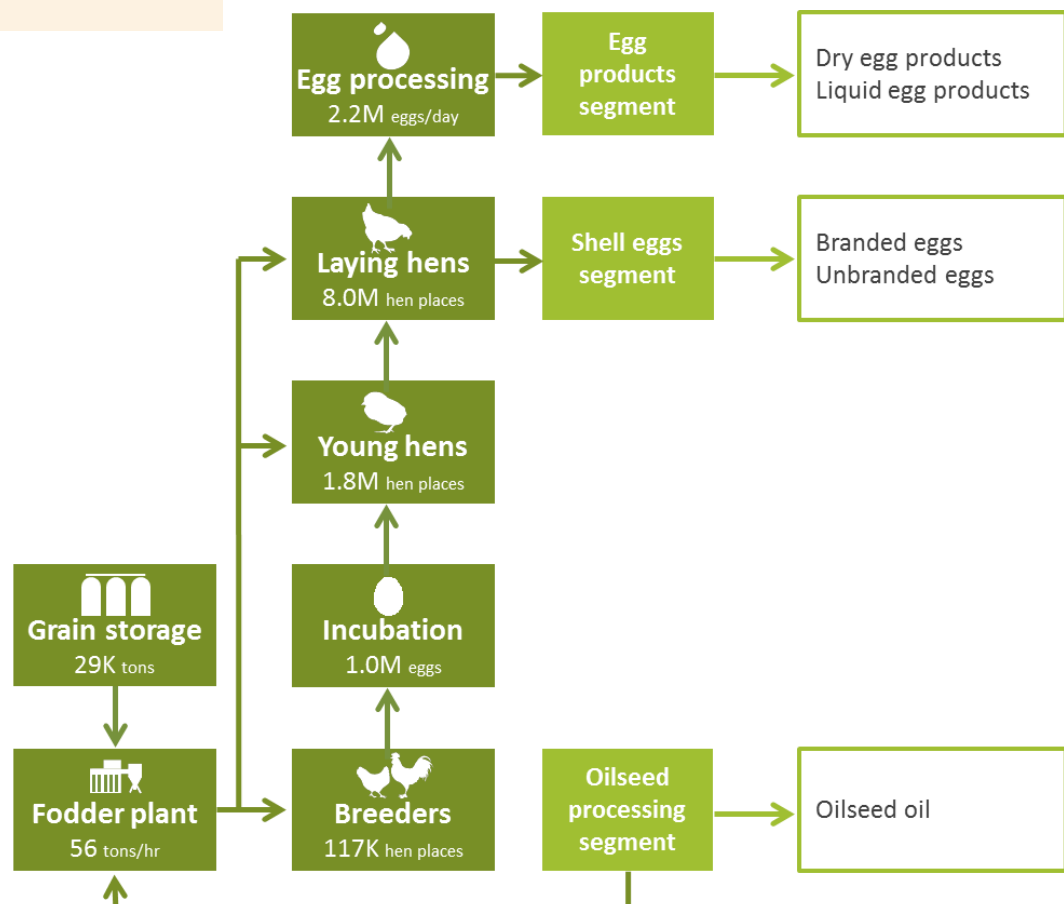 Egg processing
2.2M eggs/day
Egg
products
segment
Dry egg products
Liquid egg products
Laying hens
8.0M hen places
Shell eggs
segment
Branded eggs
Unbranded eggs
Young hens
1.8M hen places
Grain storage
29K tons
Incubation
1.0M eggs
Fodder plant
56 tons/hr
Breeders
117K hen places
Oilseed
processing
segment
Oilseed oil